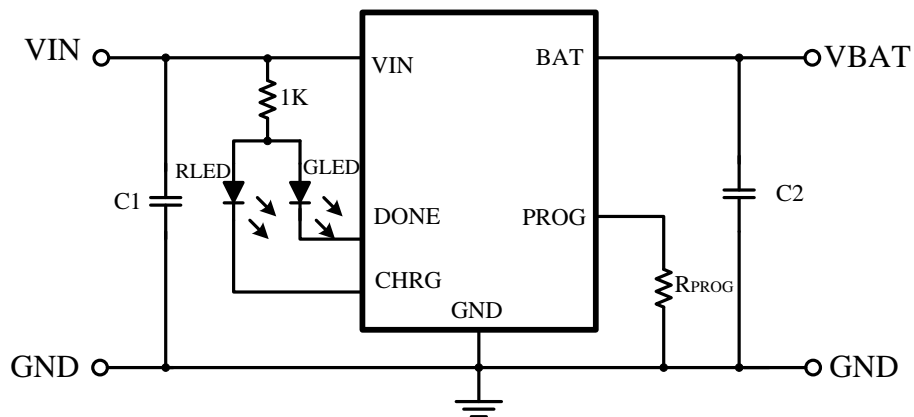 VIN
VIN
BAT
VBAT
1K
RLED
GLED
C1
DONE
PROG
C2
CHRG
RPROG
GND
GND
GND